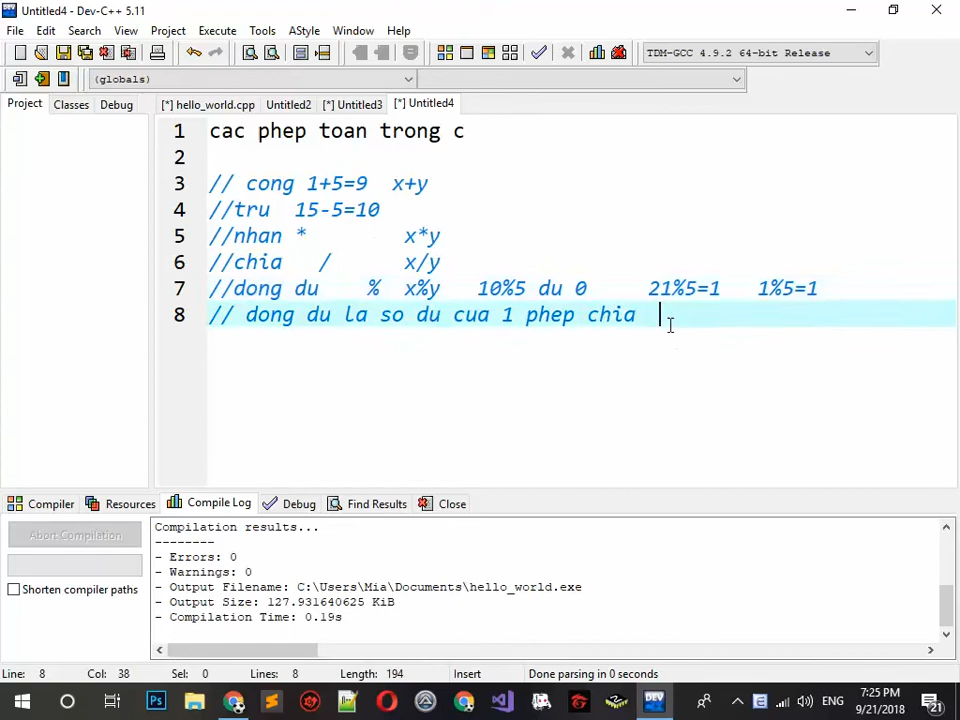 Untitled4 - Dev-C++ 5.11
File Edit Search View Project Execute Tools AStyle Window Help
TDM-GCC 4.9.2 64-bit Release
(globals)
Project Classes Debug [*] hello_world.cpp Untitled2 [*] Untitled3 [*] Untitled4
1 cac phep toan trong c
2
3 // cong 1+5=9 x+y
4 //tru 15-5=10
5 //nhan * x*y
6 //chia / x/y
7 //dong du % x%y 10%5 du 0 21%5=1 1%5=1
8 // dong du la so du cua 1 phep chia
Compiler Resources Compile Log Debug Find Results Close
Abort Compilation
Shorten compiler paths
Compilation results...
--------
- Errors: 0
- Warnings: 0
- Output Filename: C:\Users\Mia\Documents\hello_world.exe
- Output Size: 127.931640625 KiB
- Compilation Time: 0.19s
Line: 8 Col: 38 Sel: 0 Lines: 8 Length: 194 Insert Done parsing in 0 seconds
Ps DEV ENG 7:25 PM
9/21/2018 21